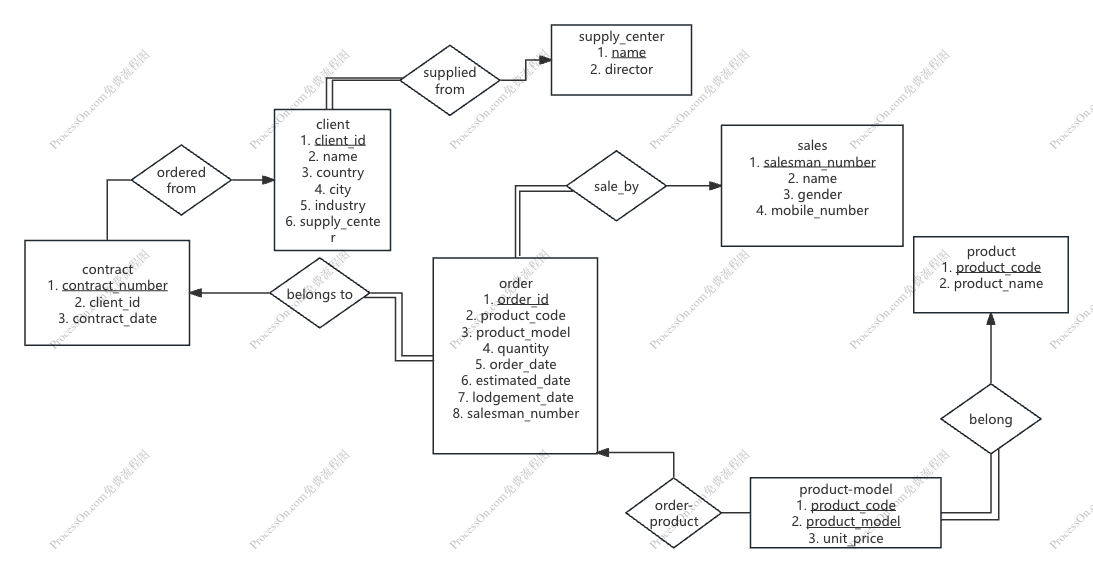 supply_center
1. name
2. director
supplied
from
client
1. client_id
2. name
3. country
4. city
5. industry
6. supply_cente
r
ordered
from
sales
1. salesman_number
2. name
3. gender
4. mobile_number
sale_by
contract
1. contract_number
2. client_id
3. contract_date
belongs to
order
1. order_id
2. product_code
3. product_model
4. quantity
5. order_date
6. estimated_date
7. lodgement_date
8. salesman_number
product
1. product_code
2. product_name
belong
order-
product
product-model
1. product_code
2. product_model
3. unit_price
ProcessOn.com免费流程图